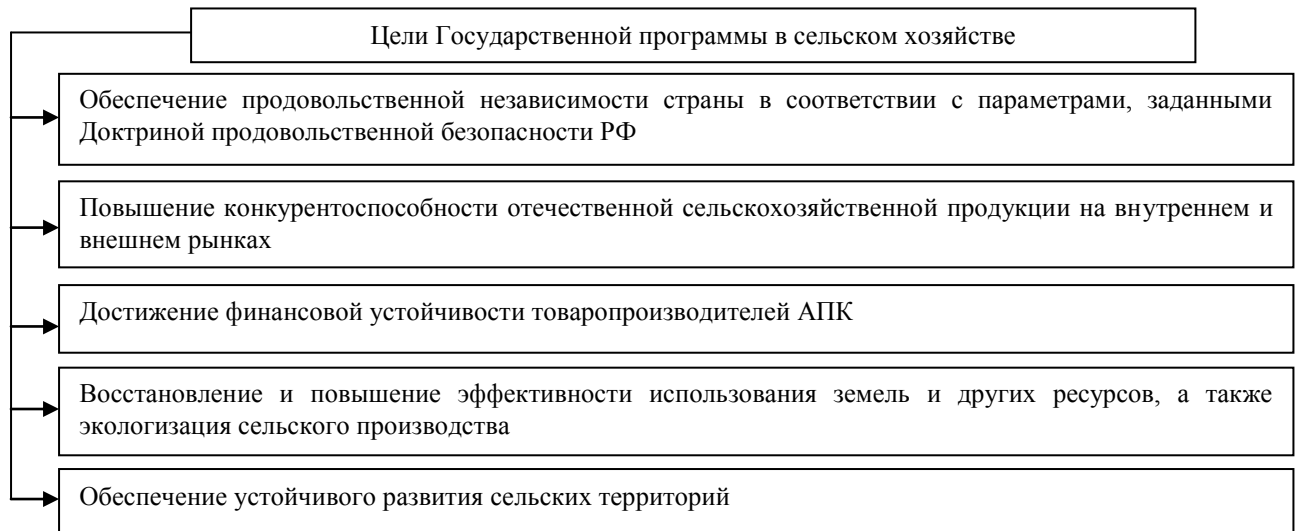 Цели Государственной программы в сельском хозяйстве
Обеспечение продовольственной независимости страны в соответствии с параметрами, заданными
Доктриной продовольственной безопасности РФ
Повышение конкурентоспособности отечественной сельскохозяйственной продукции на внутреннем и
внешнем рынках
Достижение финансовой устойчивости товаропроизводителей АПК
Восстановление и повышение эффективности использования земель и других ресурсов, а также
экологизация сельского производства
Обеспечение устойчивого развития сельских территорий